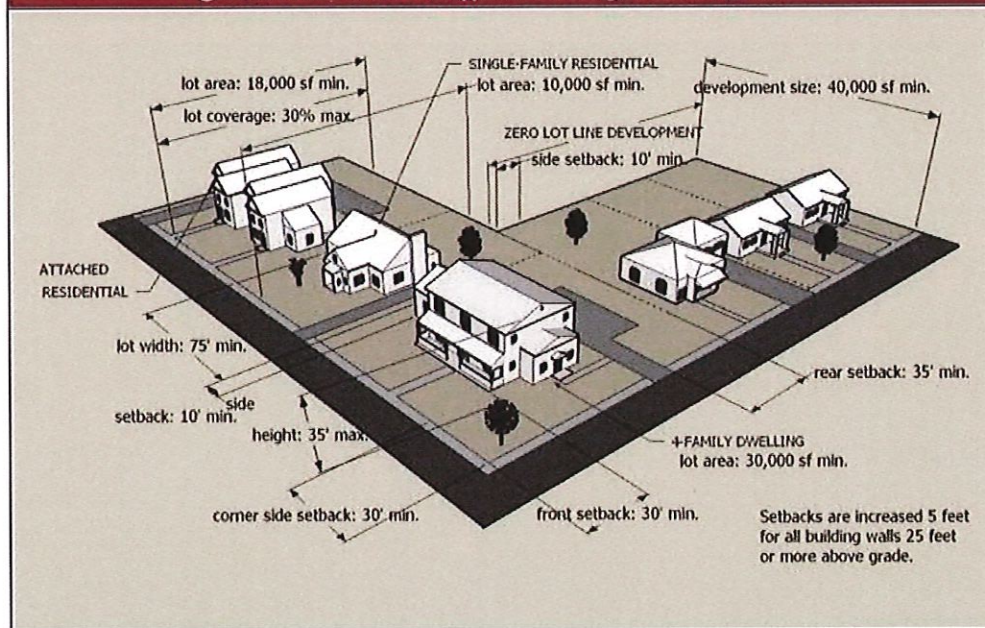 lot area: 18,000 sf min.
lot coverage: 30% max.
SINGLE-FAMILY RESIDENTIAL
lot area: 10,000 sf min.
development size: 40,000 sf min.
ZERO LOT LINE DEVELOPMENT
side setback: 10' min.
ATTACHED
RESIDENTIAL
lot width: 75' min.
side
setback: 10' min.
height: 35' max.
corner side setback: 30' min.
front setback: 30' min.
rear setback: 35' min.
4-FAMILY DWELLING
lot area: 30,000 sf min.
Setbacks are increased 5 feet
for all building walls 25 feet
or more above grade.